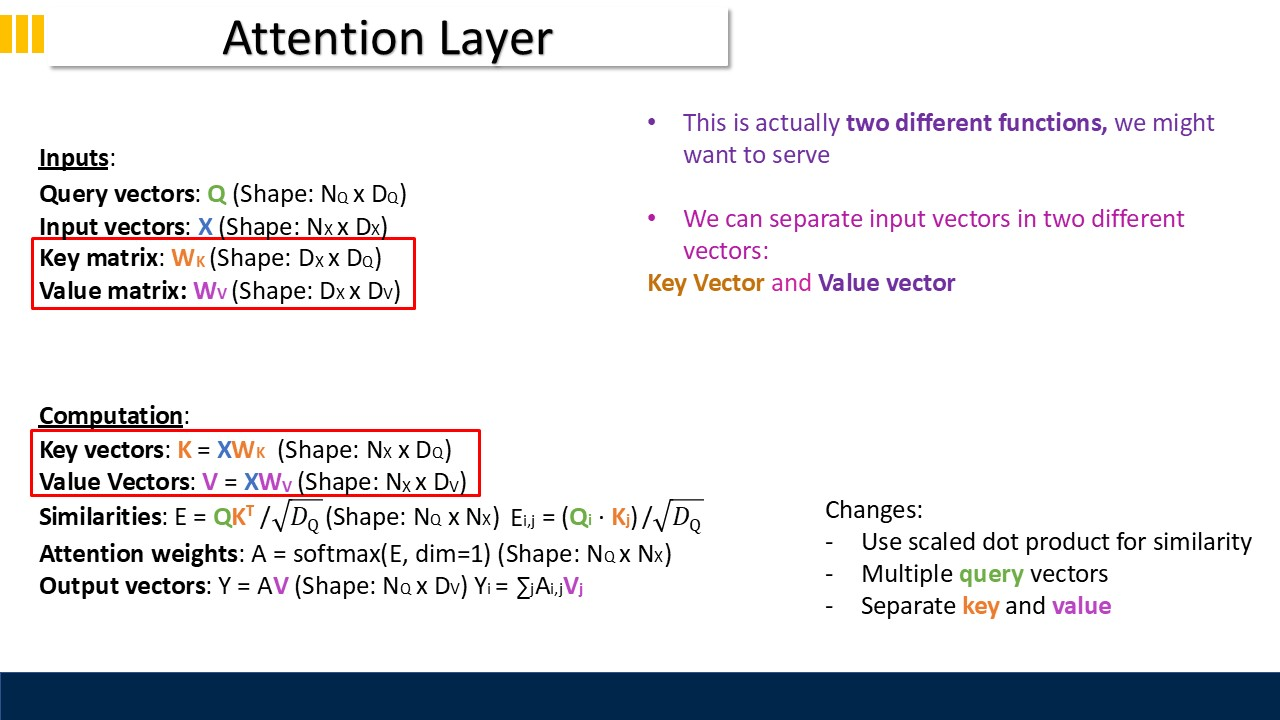 Attention Layer
Inputs:
Query vectors: Q (Shape: NQ x DQ)
Input vectors: X (Shape: NX x DX)
Key matrix: WK (Shape: DX x DQ)
Value matrix: WV (Shape: DX x DV)
• This is actually two different functions, we might
want to serve
• We can separate input vectors in two different
vectors:
Key Vector and Value vector
Computation:
Key vectors: K = XWK (Shape: NX x DQ)
Value Vectors: V = XWV (Shape: NX x DV)
Similarities: E = QKᵀ /√DQ (Shape: NQ x NX) Ei,j = (Qi · Kj) /√DQ
Attention weights: A = softmax(E, dim=1) (Shape: NQ x NX)
Output vectors: Y = AV (Shape: NQ x DV) Yi = ∑jAi,jVj
Changes:
- Use scaled dot product for similarity
- Multiple query vectors
- Separate key and value